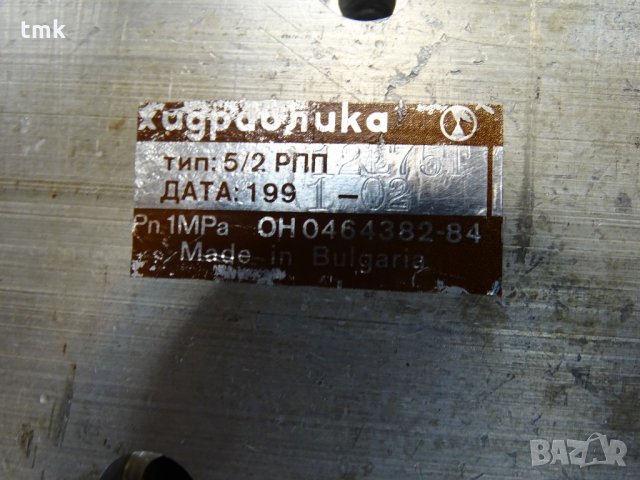 tmk
хидравлика
тип: 5/2 РПП 12E75T
ДАТА: 199 1-02
Pn 1MPa ОН 0464382-84
Made in Bulgaria
BAZAR